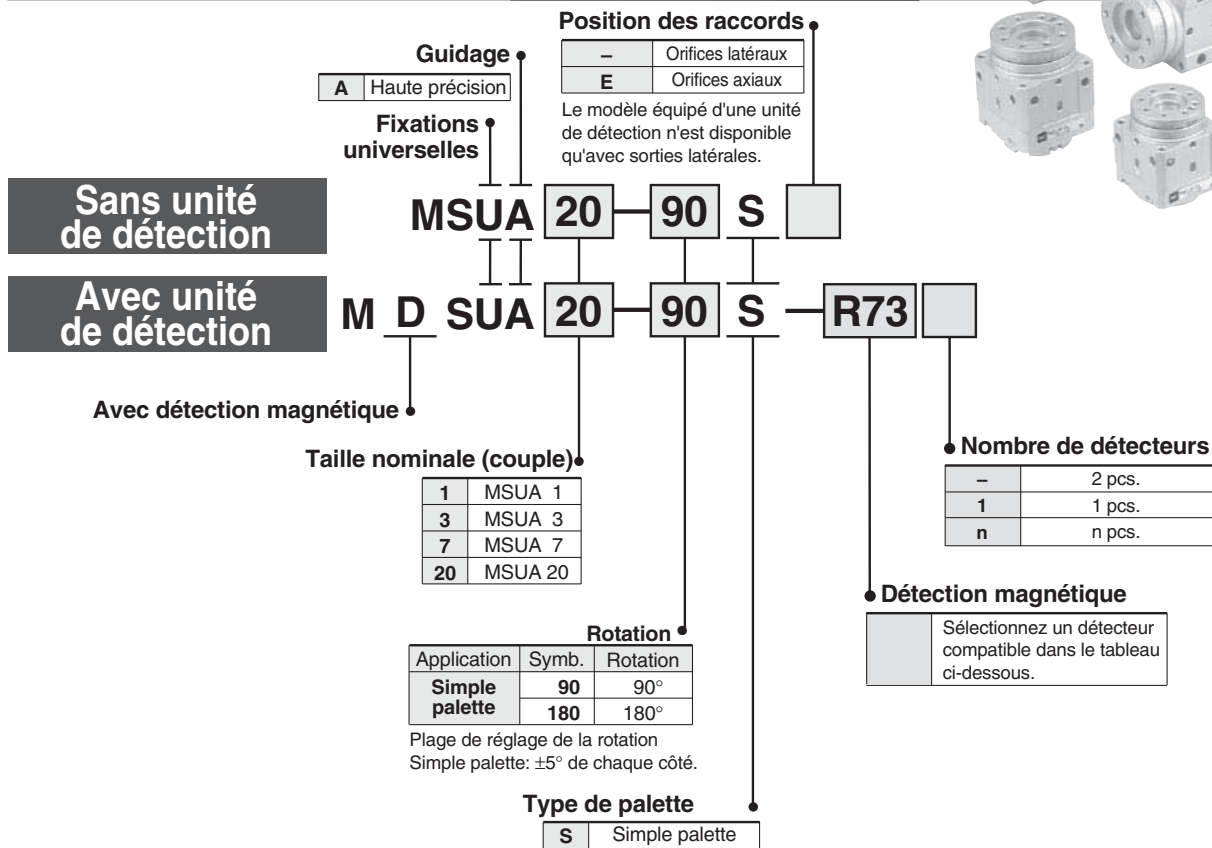 Position des raccords
– Orifices latéraux
E Orifices axiaux
Le modèle équipé d'une unité
de détection n'est disponible
qu'avec sorties latérales.
Guidage
A Haute précision
Fixations
universelles
Sans unité
de détection
MSUA 20 – 90 S
Avec unité
de détection
M D SUA 20 – 90 S – R73
Avec détection magnétique
Taille nominale (couple)
1 MSUA 1
3 MSUA 3
7 MSUA 7
20 MSUA 20
Nombre de détecteurs
– 2 pcs.
1 1 pc​s.
n n pcs.
Détection magnétique
Sélectionnez un détecteur
compatible dans le tableau
ci-dessous.
Rotation
Application Symb. Rotation
Simple
palette
90 90°
180 180°
Plage de réglage de la rotation
Simple palette: ±5° de chaque côté.
Type de palette
S Simple palette